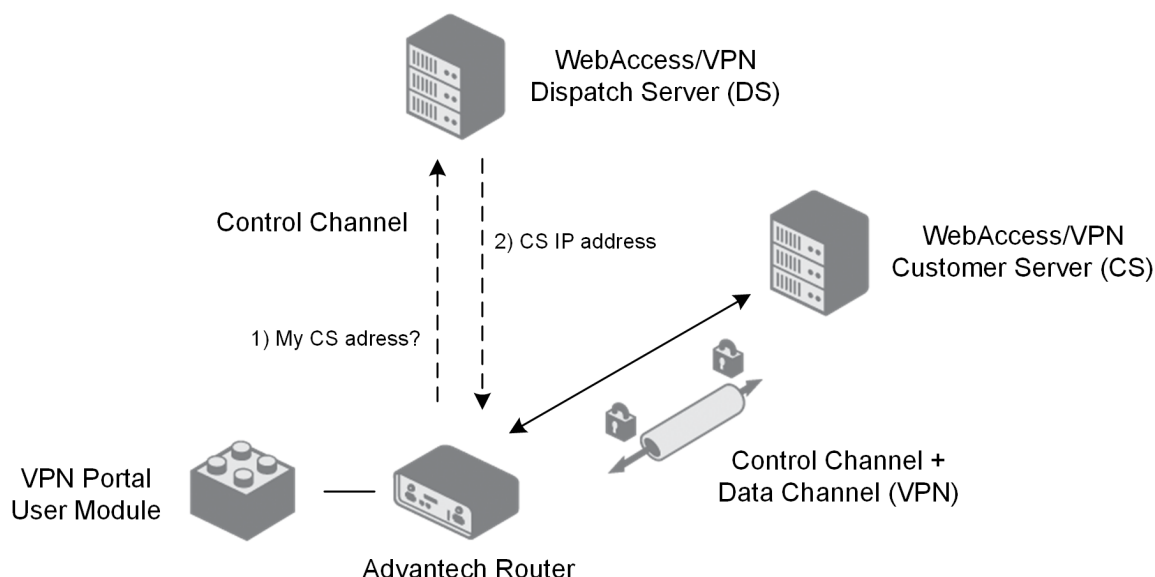 WebAccess/VPN
Dispatch Server (DS)
Control Channel
2) CS IP address
WebAccess/VPN
Customer Server (CS)
1) My CS adress?
VPN Portal
User Module
Control Channel +
Data Channel (VPN)
Advantech Router